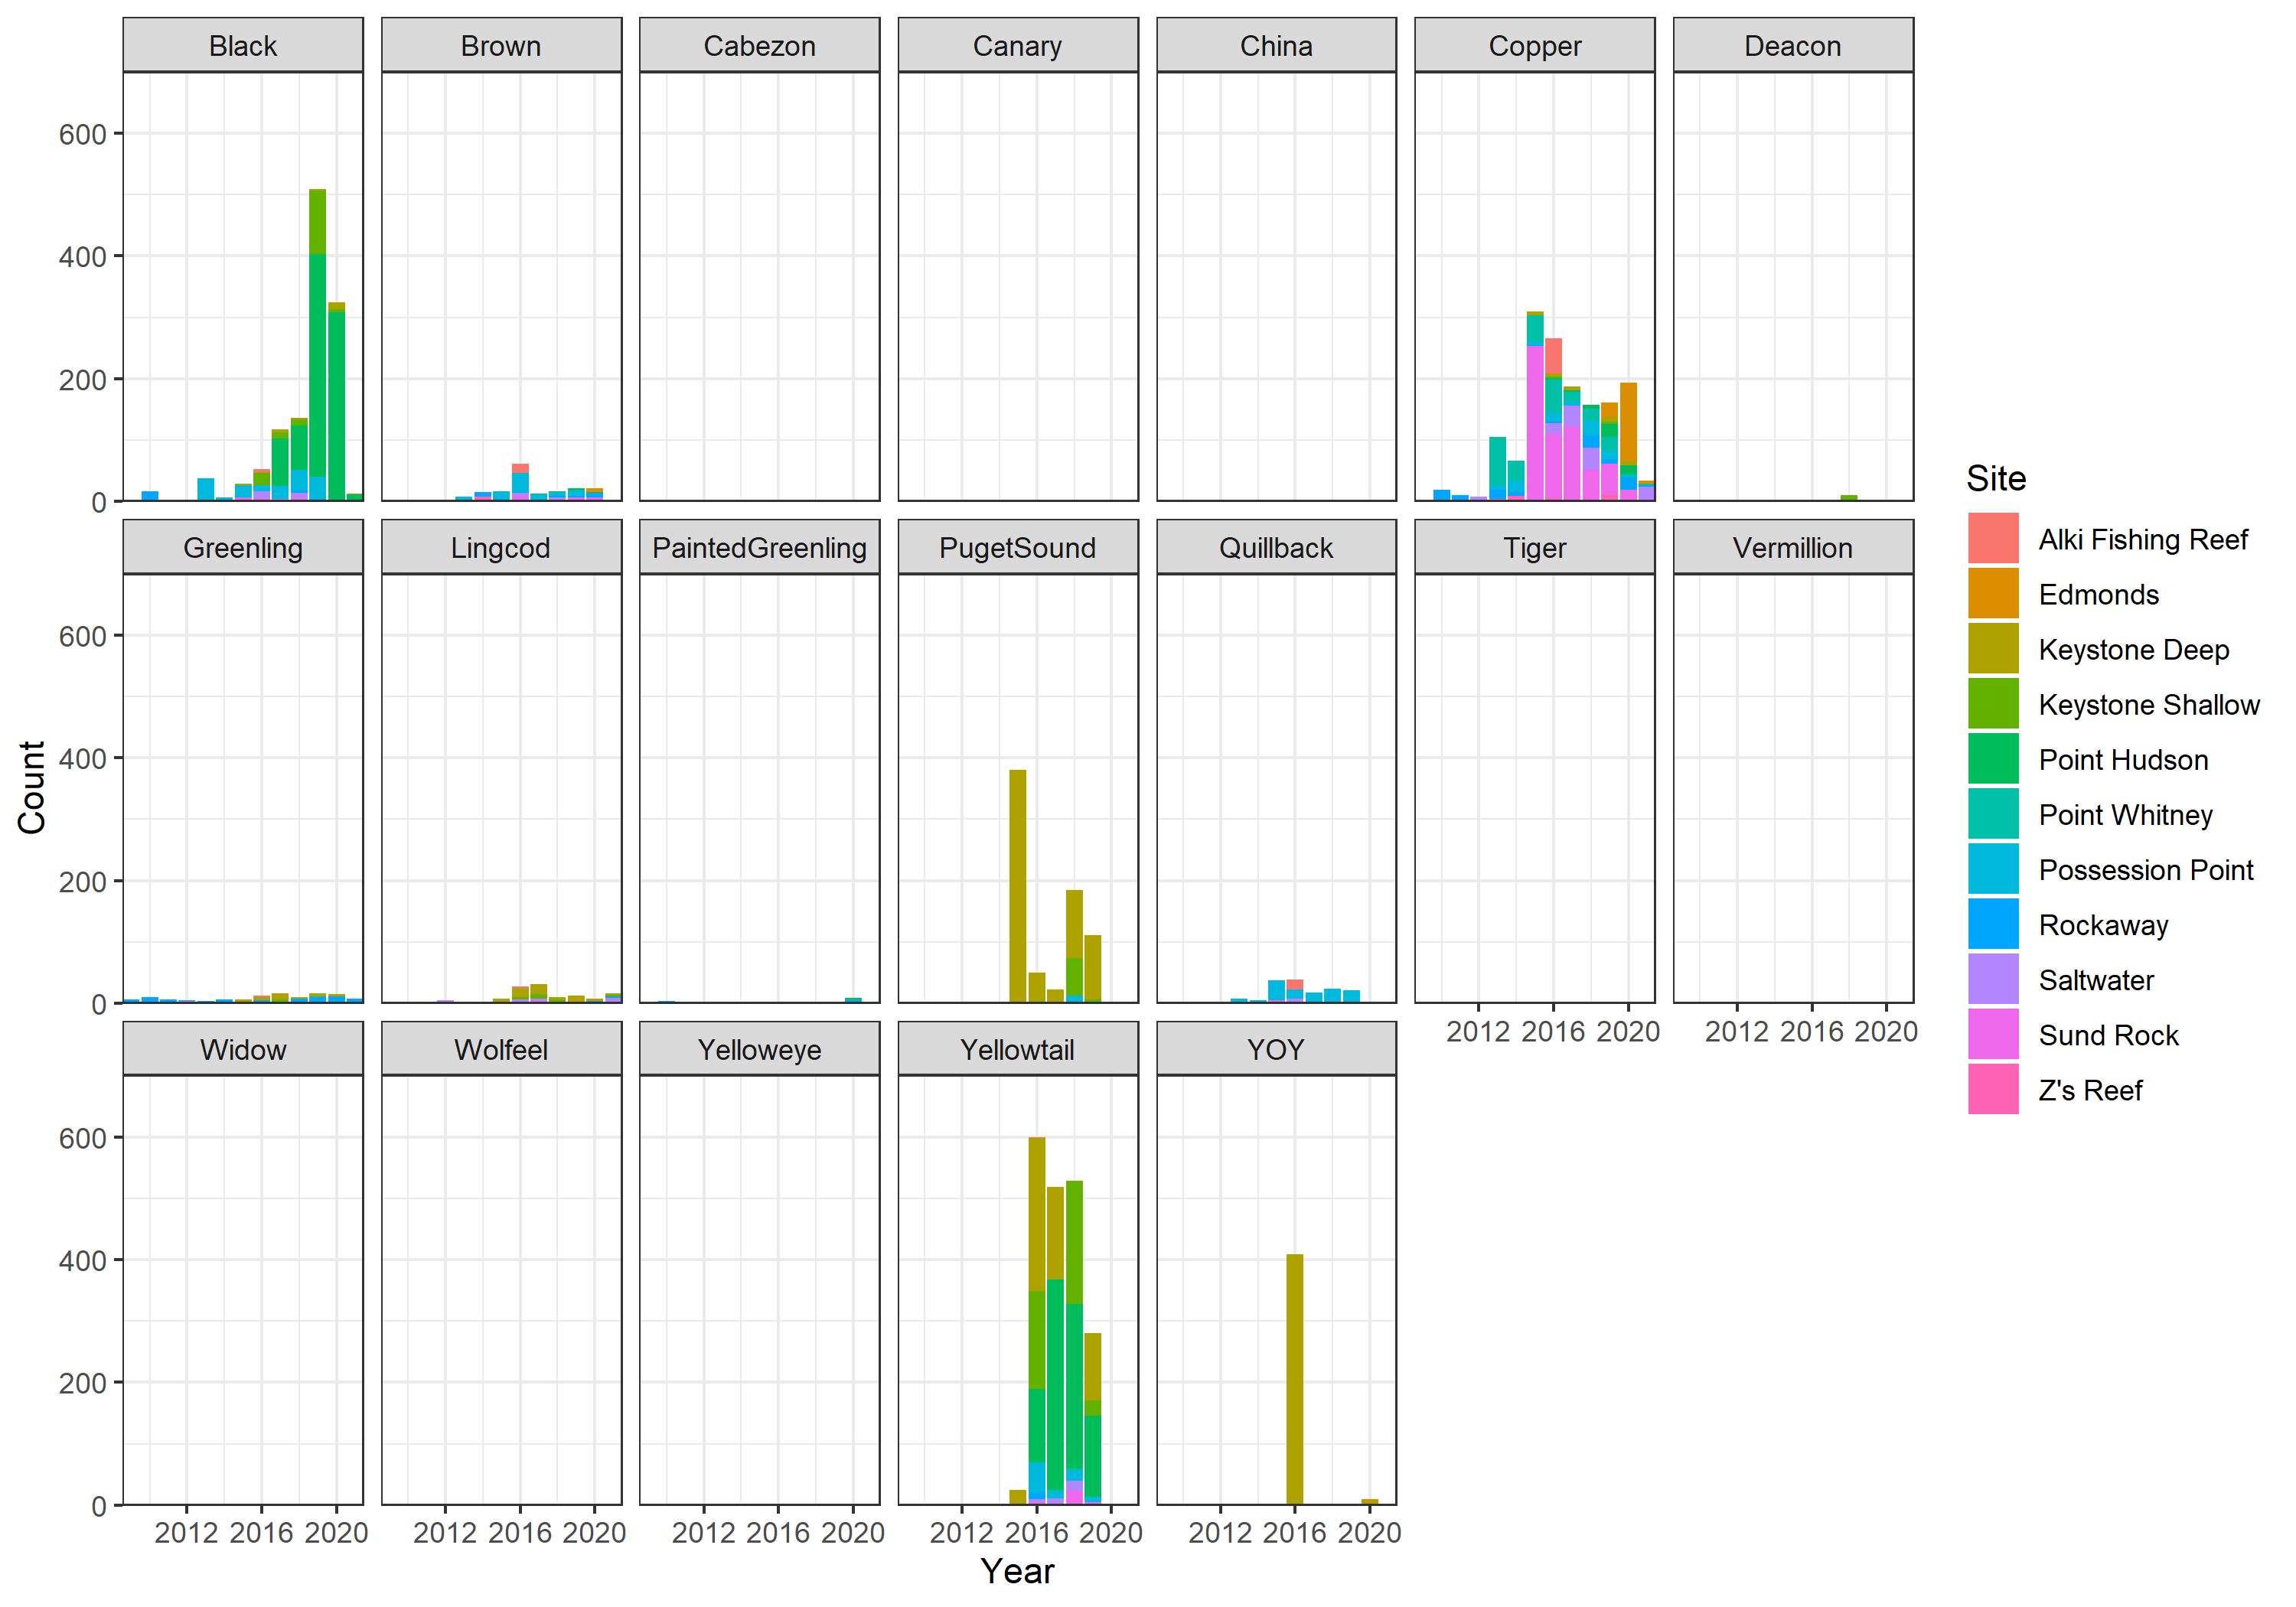 Black Brown Cabezon Canary China Copper Deacon
600
400
200
0
Greenling Lingcod PaintedGreenling PugetSound Quillback Tiger Vermillion
600
400
200
0
2012 2016 2020 2012 2016 2020
Widow Wolfeel Yelloweye Yellowtail YOY
600
400
200
0
2012 2016 2020 2012 2016 2020 2012 2016 2020 2012 2016 2020 2012 2016 2020
Year
Count
Site
Alki Fishing Reef
Edmonds
Keystone Deep
Keystone Shallow
Point Hudson
Point Whitney
Possession Point
Rockaway
Saltwater
Sund Rock
Z's Reef